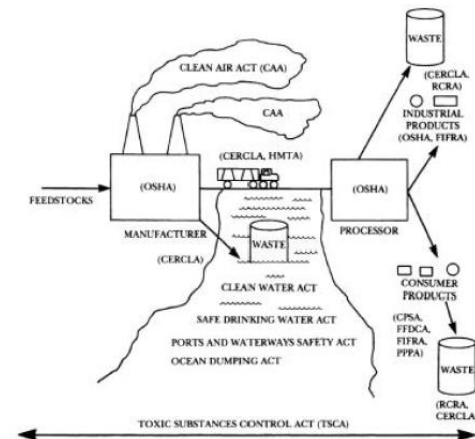 WASTE
CLEAN AIR ACT (CAA)
(CERCLA,
RCRA)
CAA
INDUSTRIAL
PRODUCTS
(OSHA, FIFRA)
(CERCLA, HMTA)
(OSHA)
(OSHA)
FEEDSTOCKS
MANUFACTURER
PROCESSOR
(CERCLA)
WASTE
CLEAN WATER ACT
CONSUMER
PRODUCTS
SAFE DRINKING WATER ACT
(CPSA,
FFDCA,
FIFRA,
PPPA)
PORTS AND WATERWAYS SAFETY ACT
OCEAN DUMPING ACT
WASTE
(RCRA,
CERCLA)
TOXIC SUBSTANCES CONTROL ACT (TSCA)